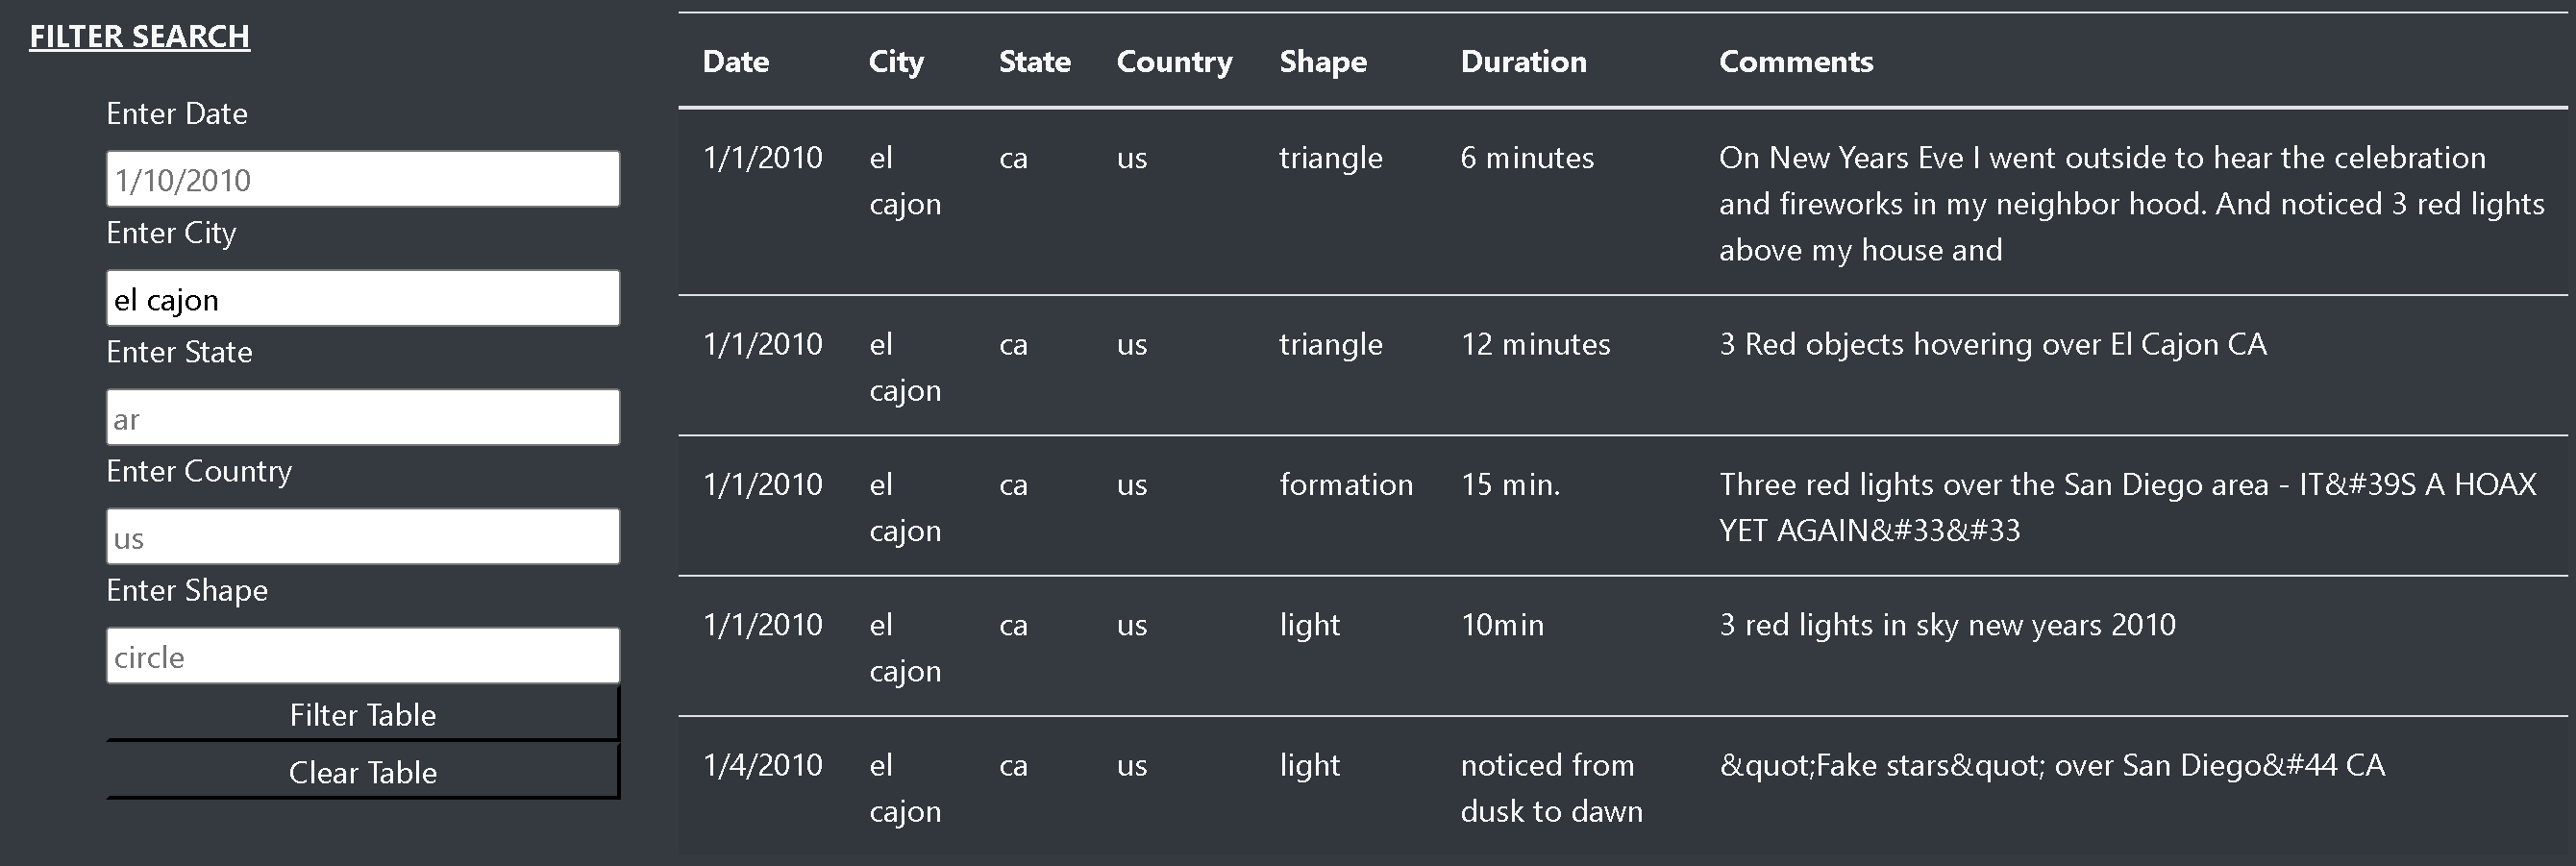 FILTER SEARCH
Enter Date
1/10/2010
Enter City
el cajon
Enter State
ar
Enter Country
us
Enter Shape
circle
Filter Table
Clear Table
Date City State Country Shape Duration Comments
1/1/2010 el ca us triangle 6 minutes On New Years Eve I went outside to hear the celebration
cajon and fireworks in my neighbor hood. And noticed 3 red lights
above my house and
1/1/2010 el ca us triangle 12 minutes 3 Red objects hovering over El Cajon CA
cajon
1/1/2010 el ca us formation 15 min. Three red lights over the San Diego area - IT&#39S A HOAX
cajon YET AGAIN&#33&#33
1/1/2010 el ca us light 10min 3 red lights in sky new years 2010
cajon
1/4/2010 el ca us light noticed from &quot;Fake stars&quot; over San Diego&#44 CA
cajon dusk to dawn